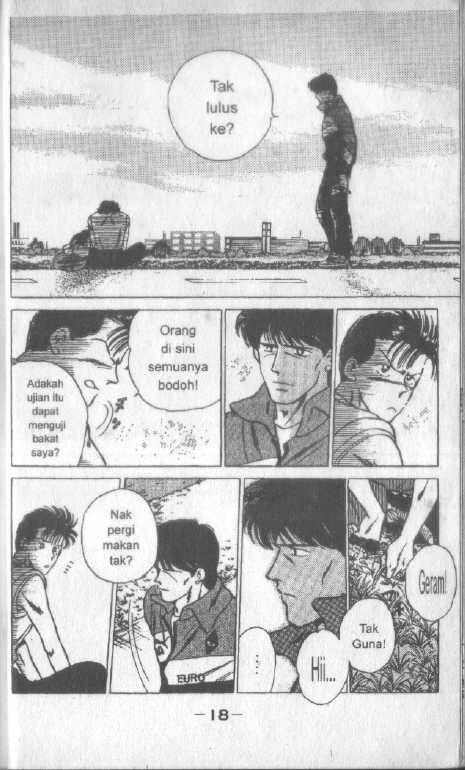 Tak
lulus
ke?
Orang
di sini
semuanya
bodoh!
Adakah
ujian itu
dapat
menguji
bakat
saya?
Nak
pergi
makan
tak?
EURO
...
Hii...
Tak
Guna!
Geram!
-18-